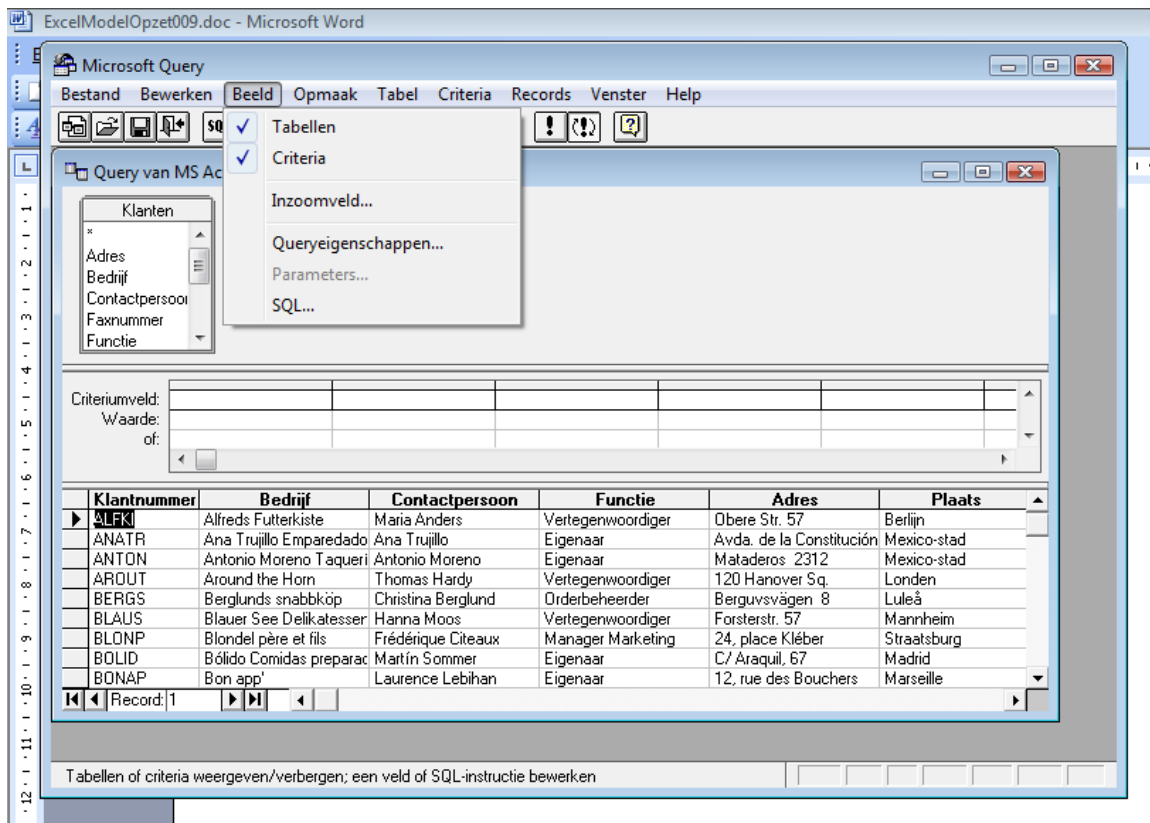 ExcelModelOpzet009.doc - Microsoft Word
Microsoft Query
Bestand Bewerken Beeld Opmaak Tabel Criteria Records Venster Help
Tabellen
Criteria
Inzoomveld...
Queryeigenschappen...
Parameters...
SQL...
Query van MS Ac
Klanten
*
Adres
Bedrijf
Contactpersoon
Faxnummer
Functie
Criteriumveld:
Waarde:
of:
Klantnummer Bedrijf Contactpersoon Functie Adres Plaats
ALFKI Alfreds Futterkiste Maria Anders Vertegenwoordiger Obere Str. 57 Berlijn
ANATR Ana Trujillo Emparedado Ana Trujillo Eigenaar Avda. de la Constitución Mexico-stad
ANTON Antonio Moreno Taqueri Antonio Moreno Eigenaar Mataderos 2312 Mexico-stad
AROUT Around the Horn Thomas Hardy Vertegenwoordiger 120 Hanover Sq. Londen
BERGS Berglunds snabbköp Christina Berglund Orderbeheerder Berguvsvägen 8 Luleå
BLAUS Blauer See Delikatesser Hanna Moos Vertegenwoordiger Forsterstr. 57 Mannheim
BLONP Blondel père et fils Frédérique Citeaux Manager Marketing 24, place Kléber Straatsburg
BOLID Bólido Comidas preparac Martín Sommer Eigenaar C/ Araquil, 67 Madrid
BONAP Bon app' Laurence Lebihan Eigenaar 12, rue des Bouchers Marseille
Record: 1
Tabellen of criteria weergeven/verbergen; een veld of SQL-instructie bewerken